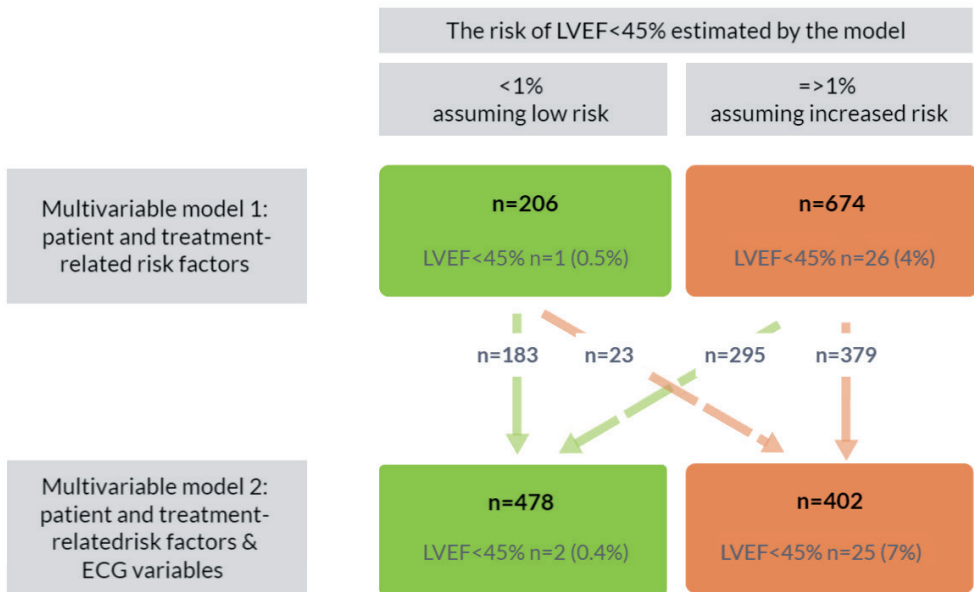 The risk of LVEF<45% estimated by the model
<1%
assuming low risk
=>1%
assuming increased risk
Multivariable model 1:
patient and treatment-
related risk factors
n=206
LVEF<45% n=1 (0.5%)
n=674
LVEF<45% n=26 (4%)
n=183
n=23
n=295
n=379
Multivariable model 2:
patient and treatment-
relatedrisk factors &
ECG variables
n=478
LVEF<45% n=2 (0.4%)
n=402
LVEF<45% n=25 (7%)